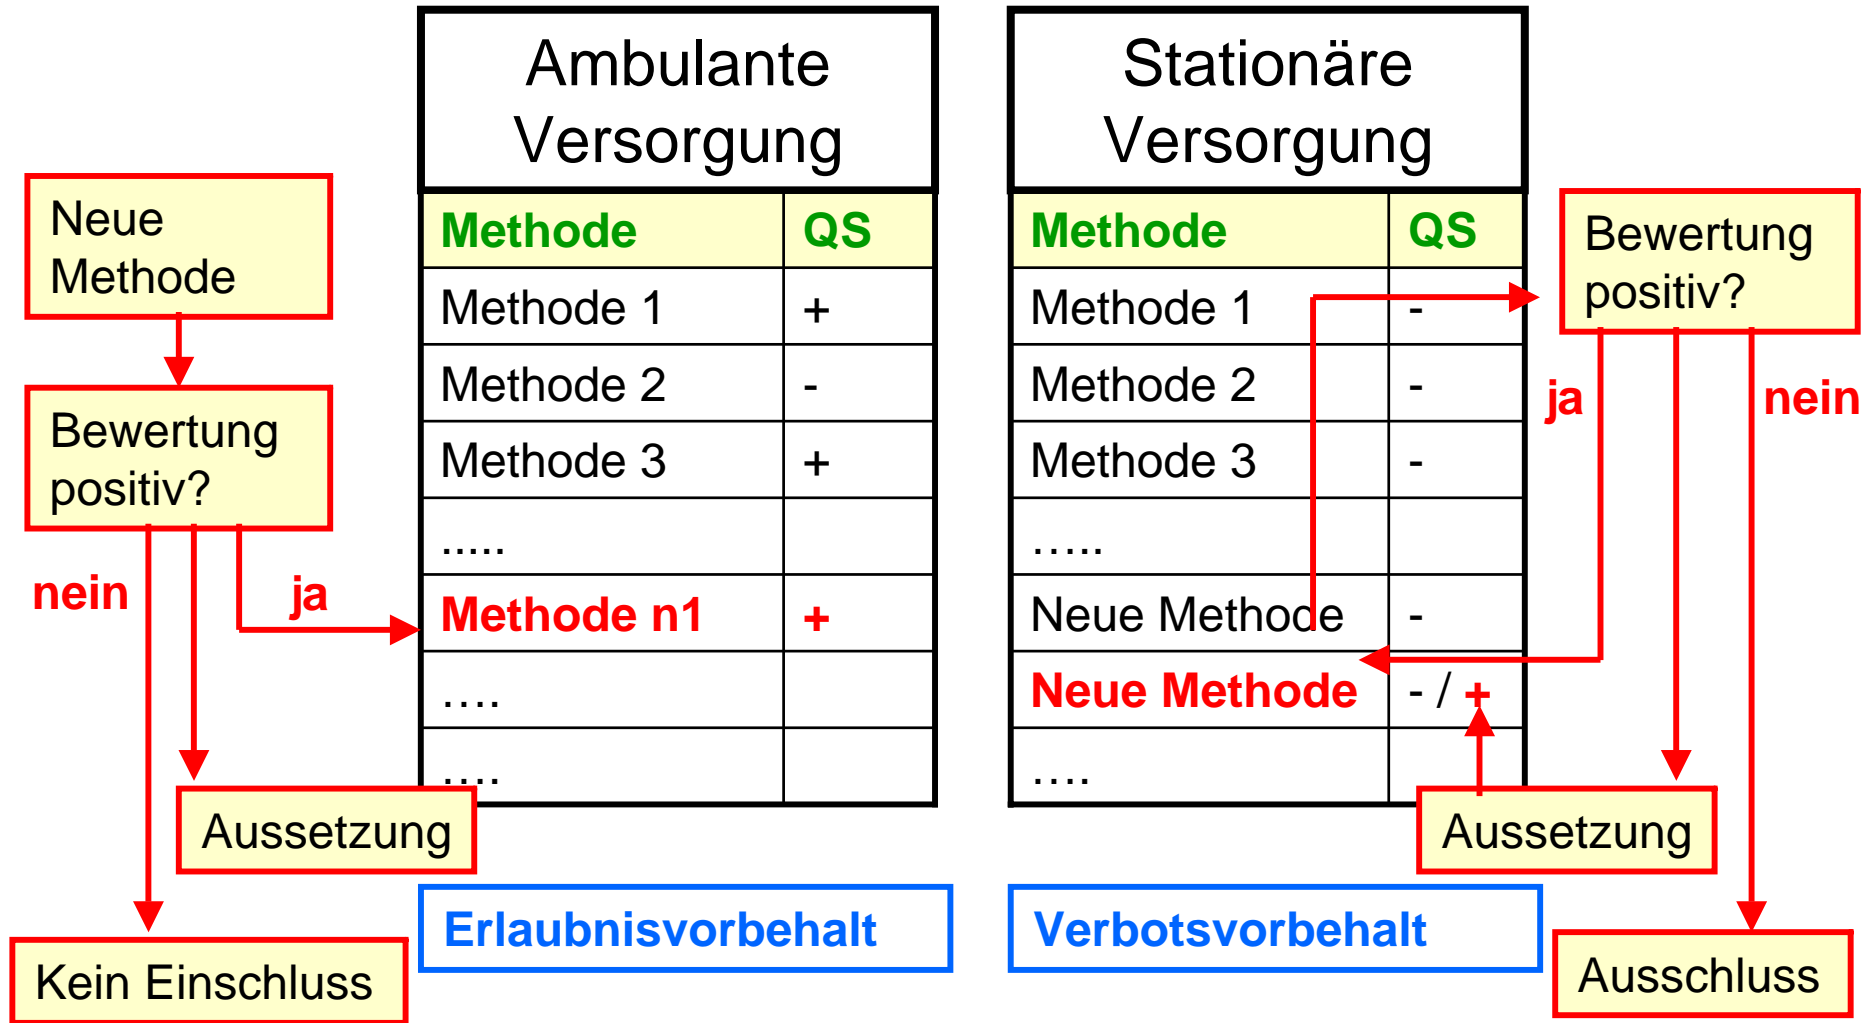 Ambulante
Versorgung
Stationäre
Versorgung
Neue
Methode
Bewertung
positiv?
nein
ja
Aussetzung
Kein Einschluss
Methode QS
Methode 1 +
Methode 2 -
Methode 3 +
.....
Methode n1 +
….
….
Erlaubnisvorbehalt
Methode QS
Methode 1 -
Methode 2 -
Methode 3 -
…..
Neue Methode -
Neue Methode - / +
….
Verbotsvorbehalt
Bewertung
positiv?
ja
nein
Aussetzung
Ausschluss